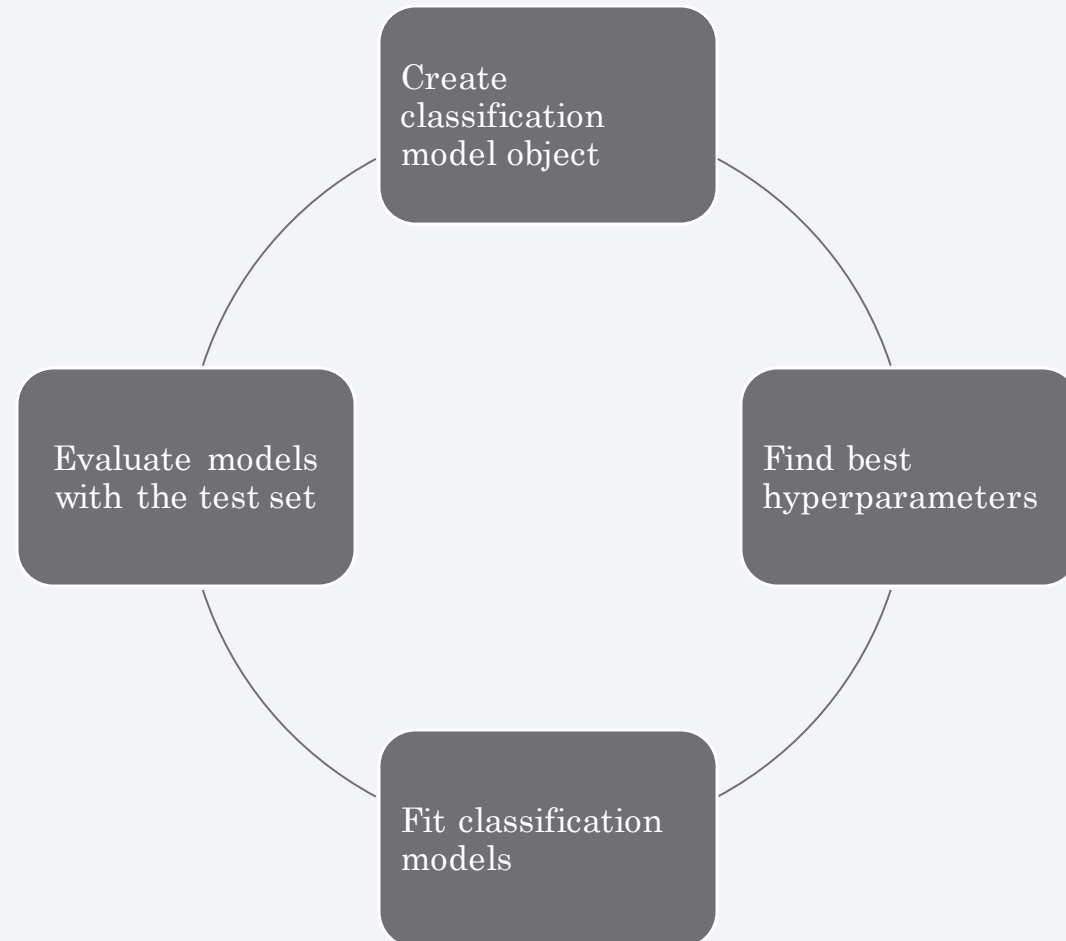 Create
classification
model object
Find best
hyperparameters
Fit classification
models
Evaluate models
with the test set